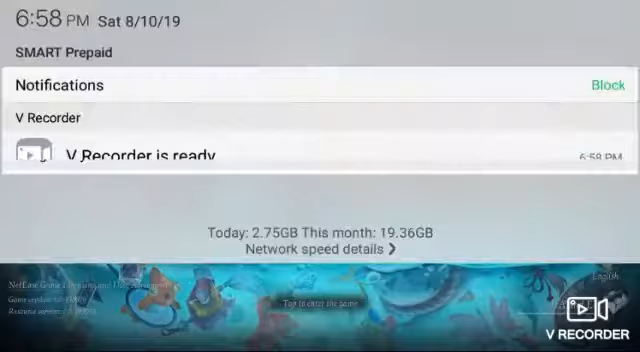 6:58 PM Sat 8/10/19
SMART Prepaid
Notifications Block
V Recorder
V Recorder is ready 6:58 PM
Today: 2.75GB This month: 19.36GB
Network speed details
English
Tap to enter the game
V RECORDER